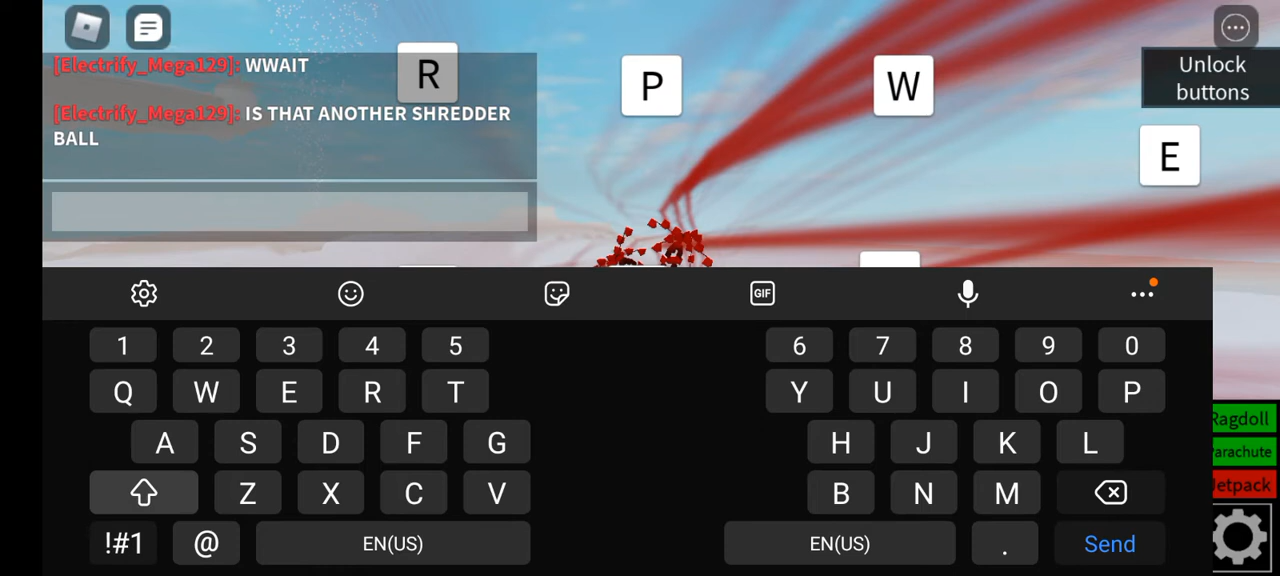 [Electrify_Mega129]: WWAIT
[Electrify_Mega129]: IS THAT ANOTHER SHREDDER
BALL
R
P
W
E
Unlock
buttons
GIF
1 2 3 4 5 6 7 8 9 0
Q W E R T Y U I O P
A S D F G H J K L
Z X C V B N M
!#1 @ EN(US) EN(US) . Send
Ragdoll
Parachute
Jetpack